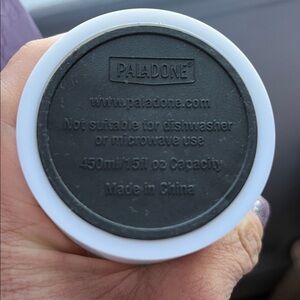 PALADONE
www.paladone.com
Not suitable for dishwasher
or microwave use
450ml/15fl oz Capacity
Made in China